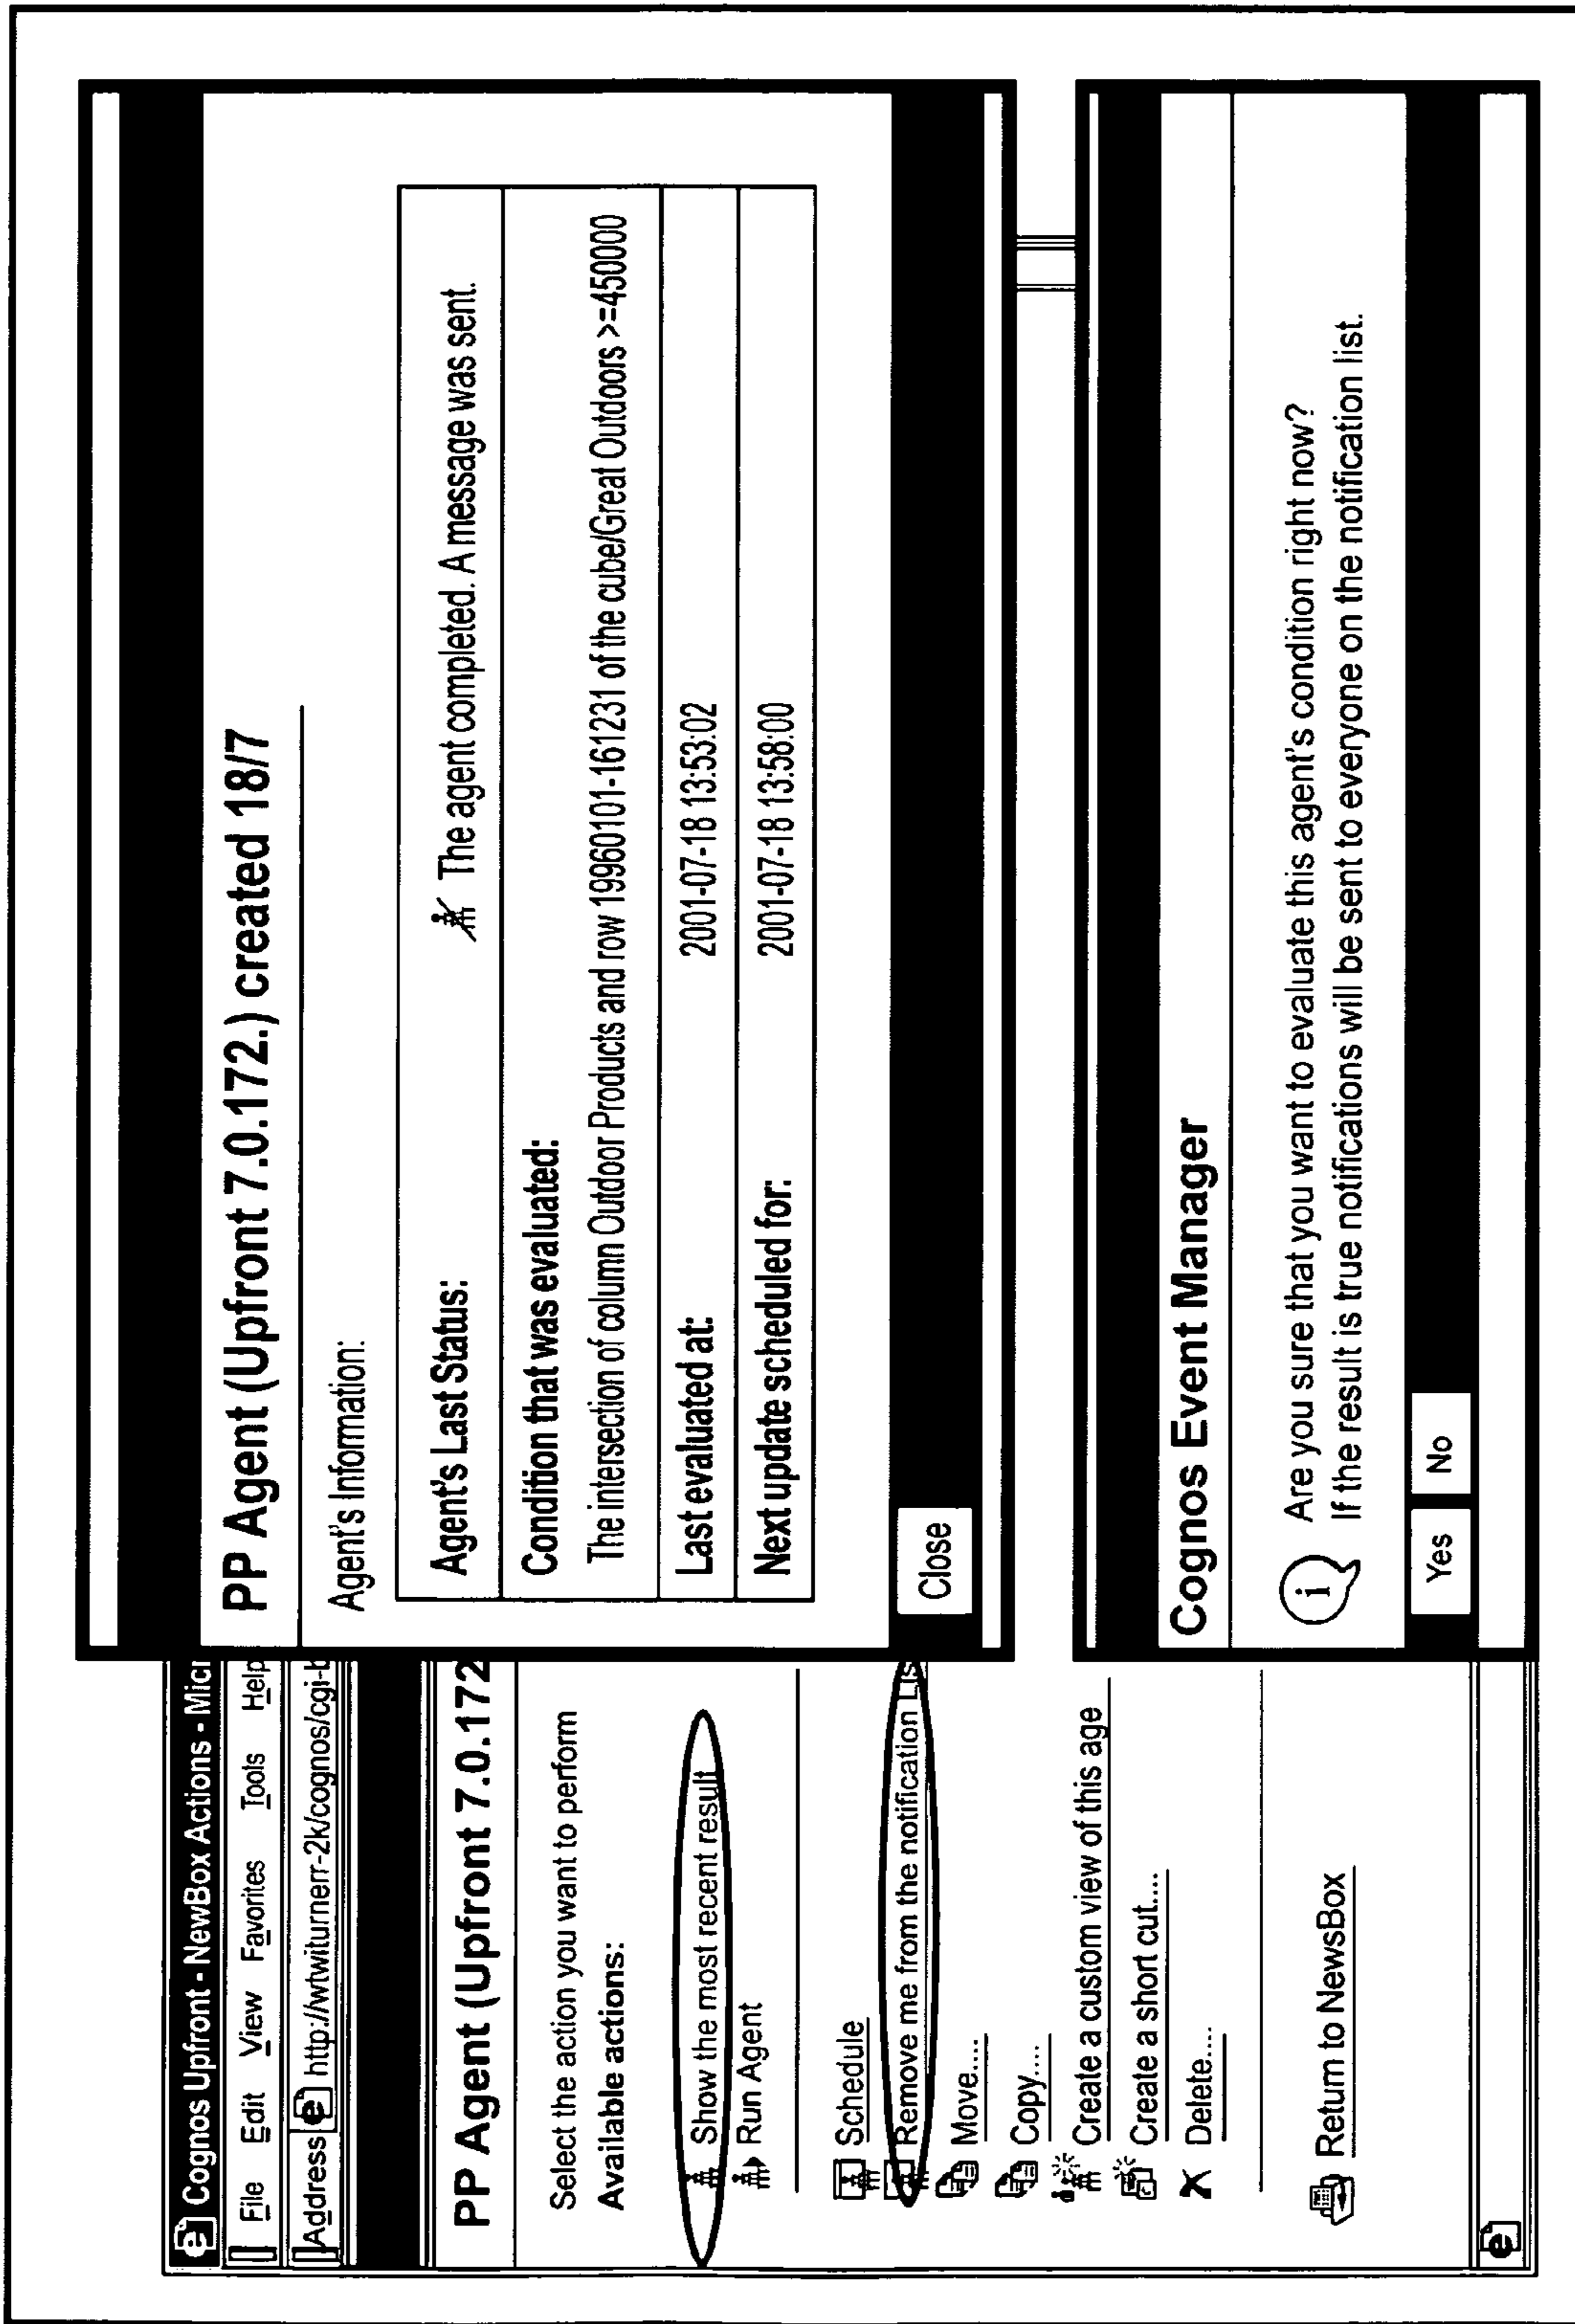 Cognos Upfront - NewBox Actions - Micr
File Edit View Favorites Tools Help
Address http://wtwiturnerr-2k/cognos/cgi-b
PP Agent (Upfront 7.0.172
Select the action you want to perform
Available actions:
Show the most recent result
Run Agent
Schedule
Remove me from the notification Lis
Move....
Copy....
Create a custom view of this age
Create a short cut....
Delete....
Return to NewsBox
PP Agent (Upfront 7.0.172.) created 18/7
Agent's Information:
Agent's Last Status: The agent completed. A message was sent.
Condition that was evaluated:
The intersection of column Outdoor Products and row 19960101-161231 of the cube/Great Outdoors >=450000
Last evaluated at: 2001-07-18 13:53:02
Next update scheduled for: 2001-07-18 13:58:00
Close
Cognos Event Manager
Are you sure that you want to evaluate this agent's condition right now?
If the result is true notifications will be sent to everyone on the notification list.
Yes No